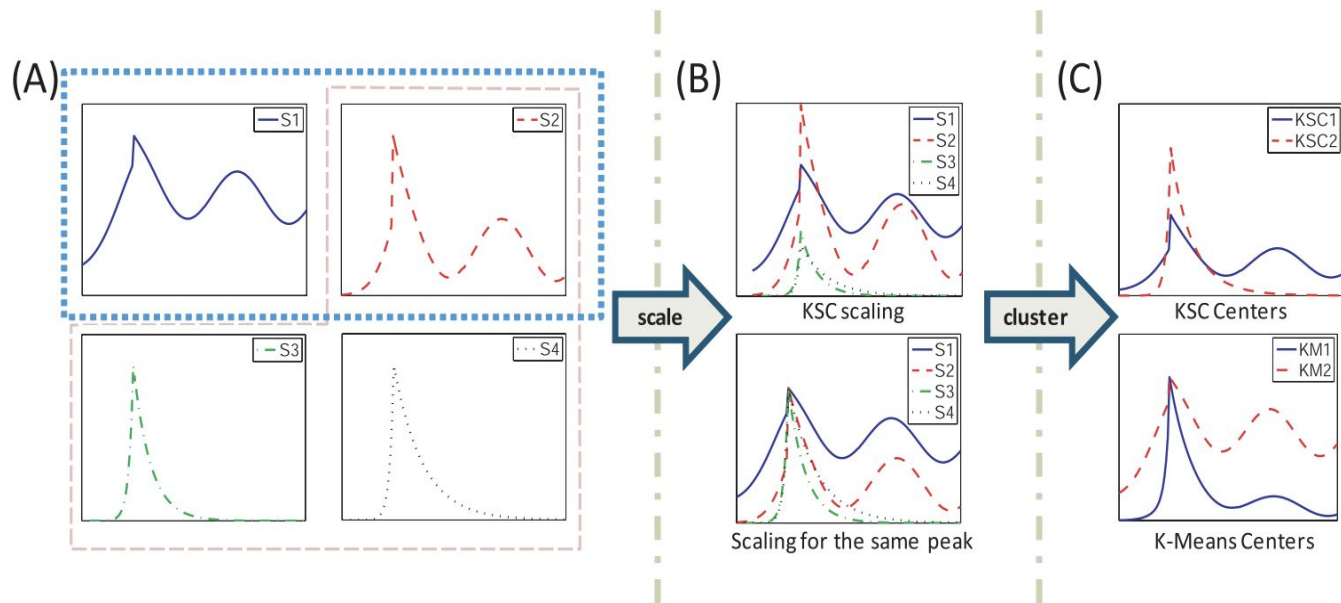 (A)
S1
S2
S3
S4
scale
(B)
S1
S2
S3
S4
KSC scaling
S1
S2
S3
S4
Scaling for the same peak
cluster
(C)
KSC1
KSC2
KSC Centers
KM1
KM2
K-Means Centers